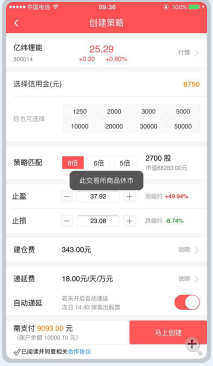 中国电信 09:36 100%
创建策略
亿纬锂能 25.29 行情
300014 +0.20 +0.80%
选择信用金(元) 8750
你也可选择 1250 2000 3000 5000
10000 20000 30000 50000
策略匹配 8倍 6倍 5倍 2700 股
市值68283.00元
此交易所商品休市
止盈 — 37.92 + 涨幅约 +49.94%
止损 — 23.08 + 跌幅约 -8.74%
建仓费 343.00元 说明
递延费 18.00元/天/万元 说明
自动递延 若未开启自动递延
次日 14:40 将卖出股票
需支付 9093.00 元 马上创建
(账户余额 10000.10 元)
已阅读并同意相关合作协议